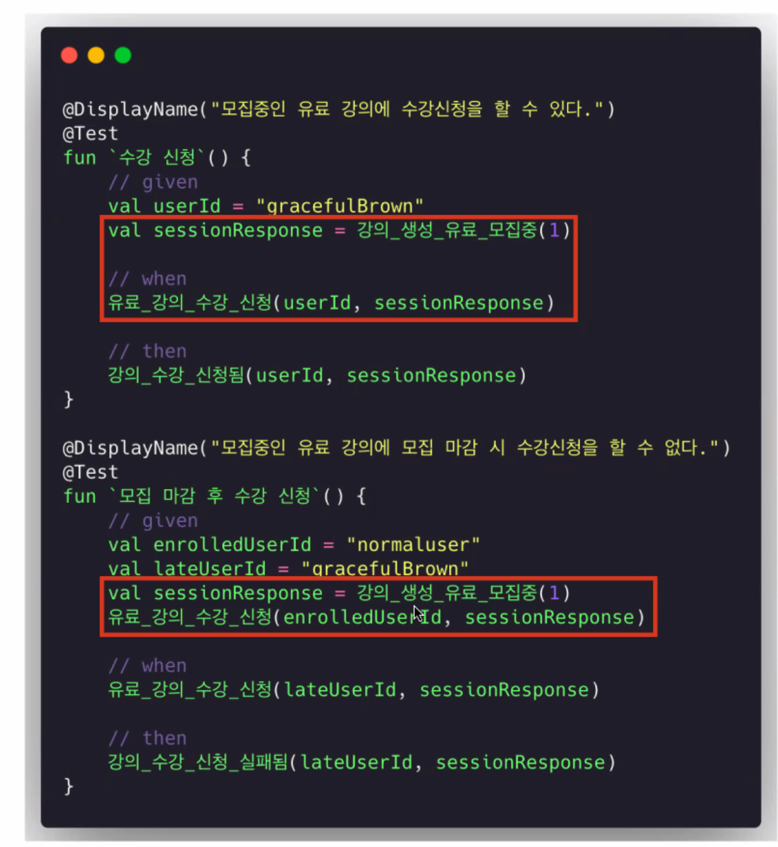 @DisplayName("모집중인 유료 강의에 수강신청을 할 수 있다.")
@Test
fun `수강 신청`() {
// given
val userId = "gracefulBrown"
val sessionResponse = 강의_생성_유료_모집중(1)
// when
유료_강의_수강_신청(userId, sessionResponse)
// then
강의_수강_신청됨(userId, sessionResponse)
}
@DisplayName("모집중인 유료 강의에 모집 마감 시 수강신청을 할 수 없다.")
@Test
fun `모집 마감 후 수강 신청`() {
// given
val enrolledUserId = "normaluser"
val lateUserId = "gracefulBrown"
val sessionResponse = 강의_생성_유료_모집중(1)
유료_강의_수강_신청(enrolledUserId, sessionResponse)
// when
유료_강의_수강_신청(lateUserId, sessionResponse)
// then
강의_수강_신청_실패됨(lateUserId, sessionResponse)
}